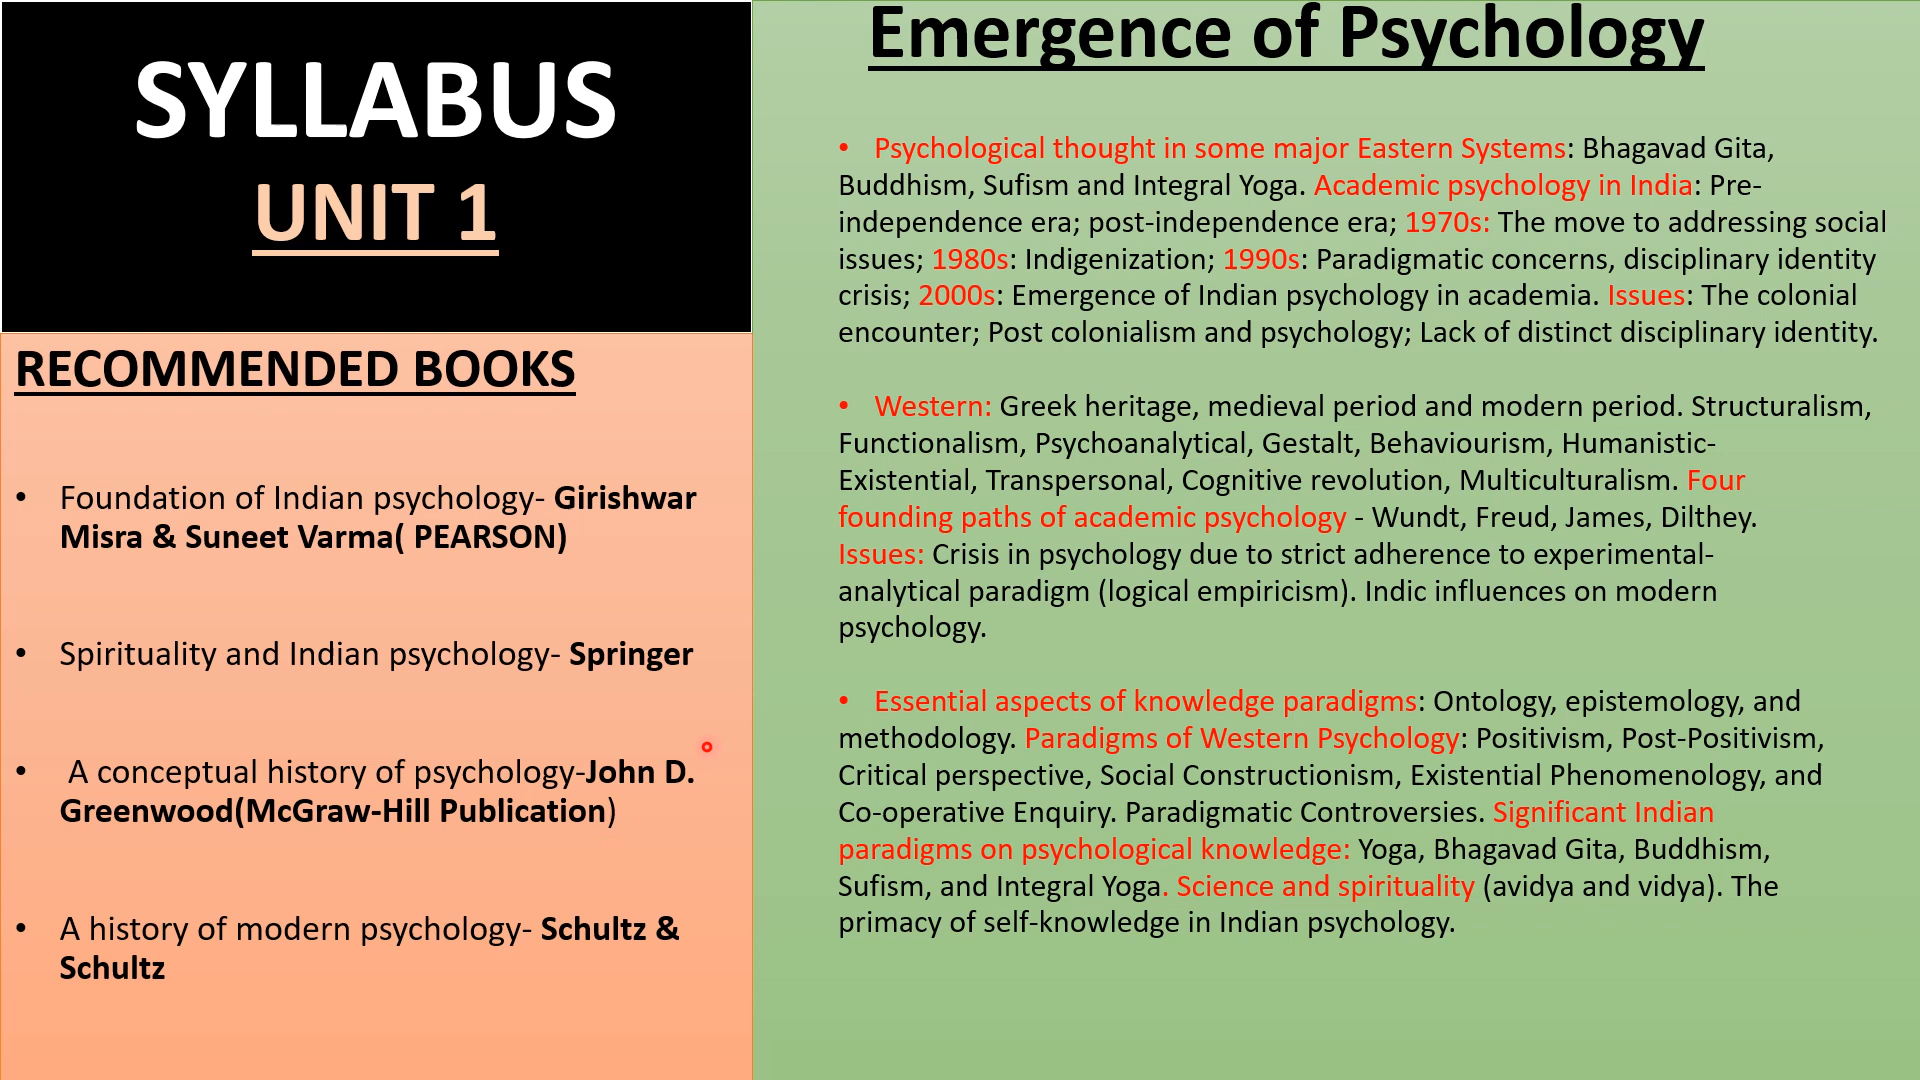 SYLLABUS
UNIT 1
RECOMMENDED BOOKS
• Foundation of Indian psychology- Girishwar
Misra & Suneet Varma( PEARSON)
• Spirituality and Indian psychology- Springer
• A conceptual history of psychology-John D.
Greenwood(McGraw-Hill Publication)
• A history of modern psychology- Schultz &
Schultz
Emergence of Psychology
• Psychological thought in some major Eastern Systems: Bhagavad Gita,
Buddhism, Sufism and Integral Yoga. Academic psychology in India: Pre-
independence era; post-independence era; 1970s: The move to addressing social
issues; 1980s: Indigenization; 1990s: Paradigmatic concerns, disciplinary identity
crisis; 2000s: Emergence of Indian psychology in academia. Issues: The colonial
encounter; Post colonialism and psychology; Lack of distinct disciplinary identity.
• Western: Greek heritage, medieval period and modern period. Structuralism,
Functionalism, Psychoanalytical, Gestalt, Behaviourism, Humanistic-
Existential, Transpersonal, Cognitive revolution, Multiculturalism. Four
founding paths of academic psychology - Wundt, Freud, James, Dilthey.
Issues: Crisis in psychology due to strict adherence to experimental-
analytical paradigm (logical empiricism). Indic influences on modern
psychology.
• Essential aspects of knowledge paradigms: Ontology, epistemology, and
methodology. Paradigms of Western Psychology: Positivism, Post-Positivism,
Critical perspective, Social Constructionism, Existential Phenomenology, and
Co-operative Enquiry. Paradigmatic Controversies. Significant Indian
paradigms on psychological knowledge: Yoga, Bhagavad Gita, Buddhism,
Sufism, and Integral Yoga. Science and spirituality (avidya and vidya). The
primacy of self-knowledge in Indian psychology.